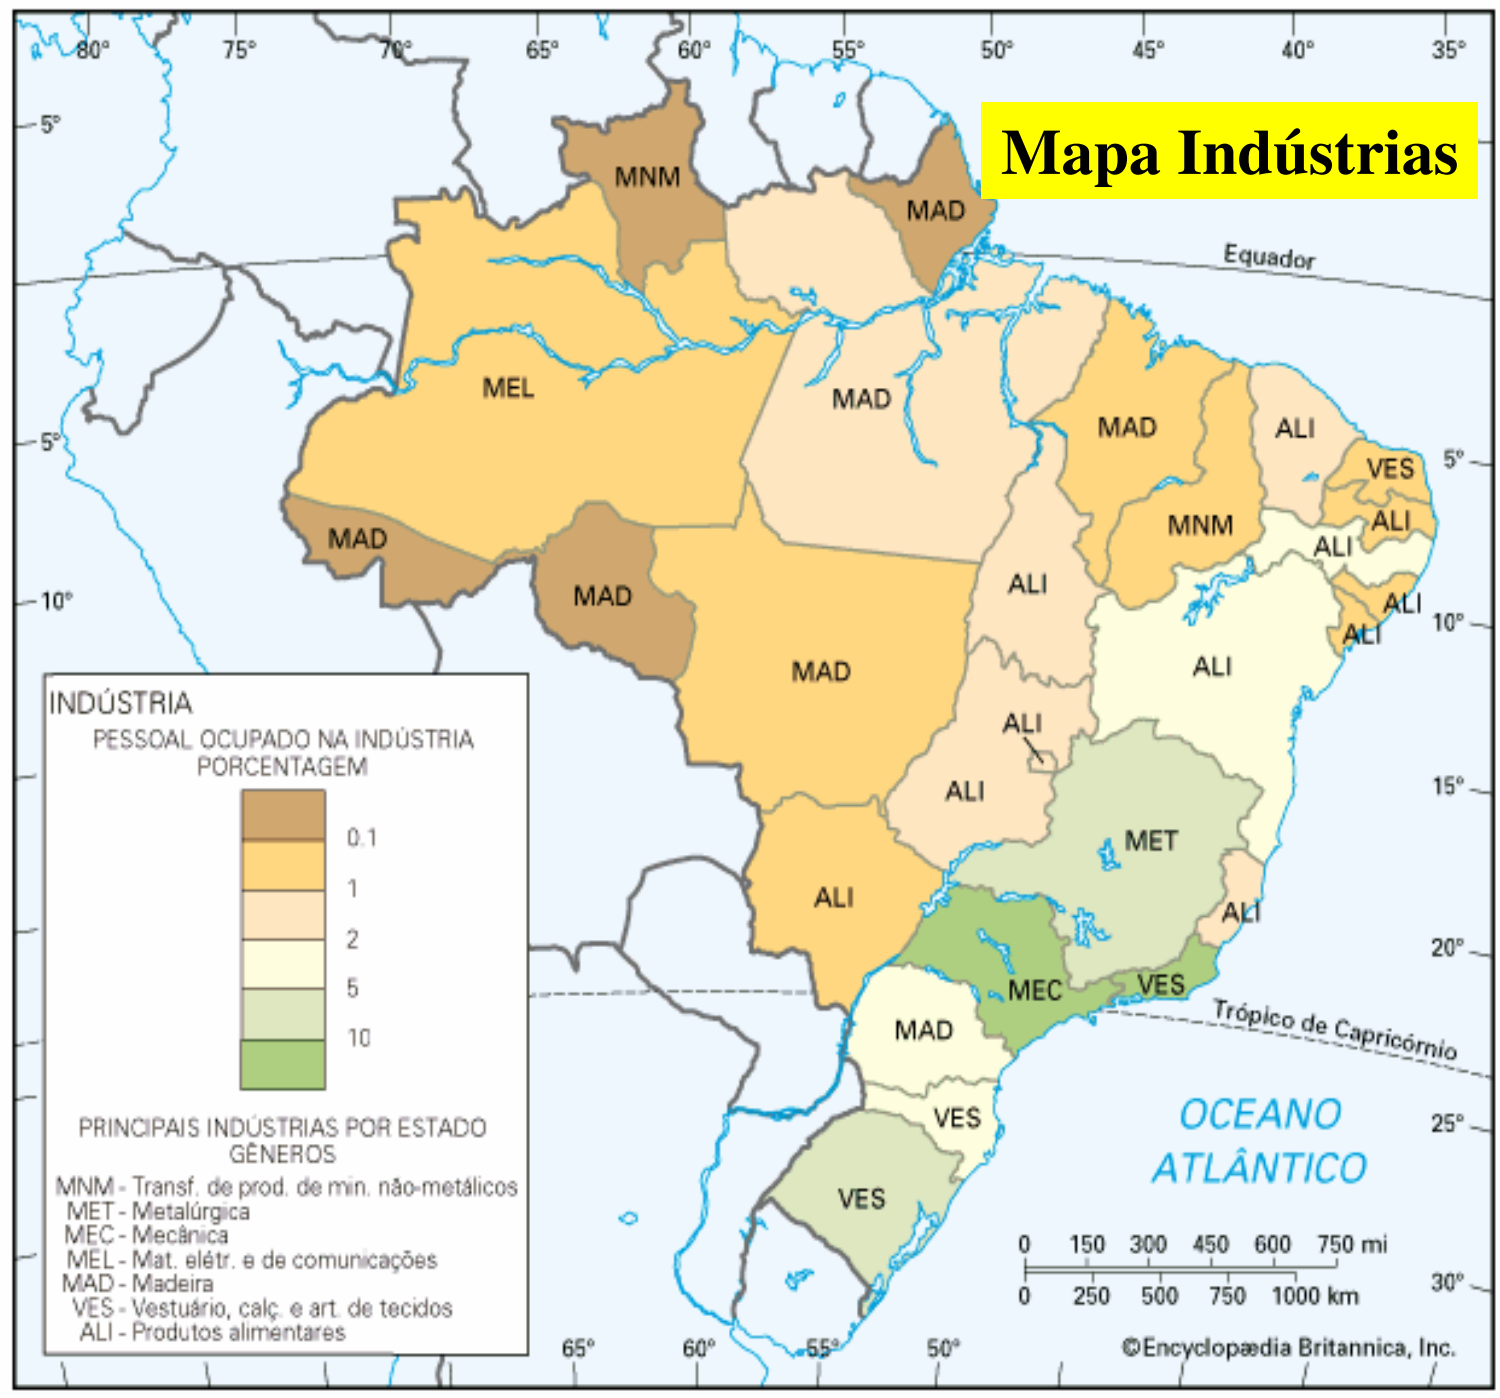 80° 75° 70° 65° 60° 55° 50° 45° 40° 35°
5°
Mapa Indústrias
MNM
MAD
Equador
MEL
MAD
MAD
ALI
5°
5°
VES
MNM
ALI
ALI
MAD
MAD
ALI
10°
ALI
10°
ALI
MAD
ALI
ALI
ALI
15°
MET
ALI
ALI
20°
MEC
VES
Trópico de Capricórnio
MAD
VES
25°
OCEANO
ATLÂNTICO
VES
INDÚSTRIA
PESSOAL OCUPADO NA INDÚSTRIA
PORCENTAGEM
0.1
1
2
5
10
PRINCIPAIS INDÚSTRIAS POR ESTADO
GÊNEROS
MNM - Transf. de prod. de min. não-metálicos
MET - Metalúrgica
MEC - Mecânica
MEL - Mat. elétr. e de comunicações
MAD - Madeira
VES - Vestuário, calç. e art. de tecidos
ALI - Produtos alimentares
0 150 300 450 600 750 mi
0 250 500 750 1000 km
30°
65° 60° 55° 50°
©Encyclopædia Britannica, Inc.